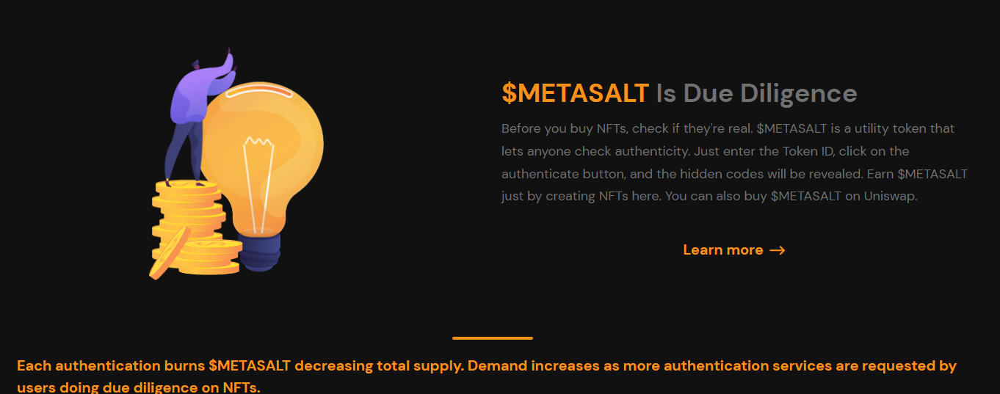 $METASALT Is Due Diligence
Before you buy NFTs, check if they're real. $METASALT is a utility token that
lets anyone check authenticity. Just enter the Token ID, click on the
authenticate button, and the hidden codes will be revealed. Earn $METASALT
just by creating NFTs here. You can also buy $METASALT on Uniswap.
Learn more →
Each authentication burns $METASALT decreasing total supply. Demand increases as more authentication services are requested by
users doing due diligence on NFTs.